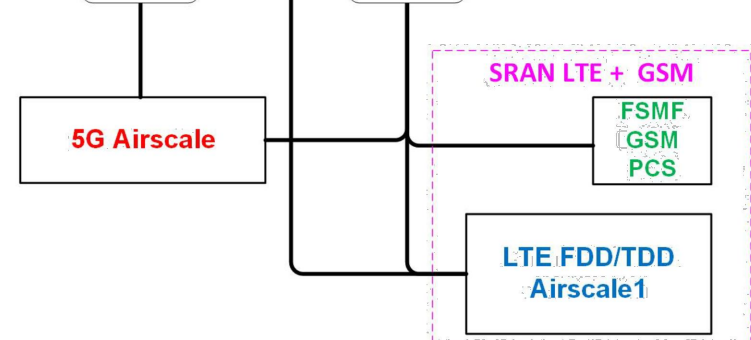 SRAN LTE + GSM
5G Airscale
FSMF
GSM
PCS
LTE FDD/TDD
Airscale1